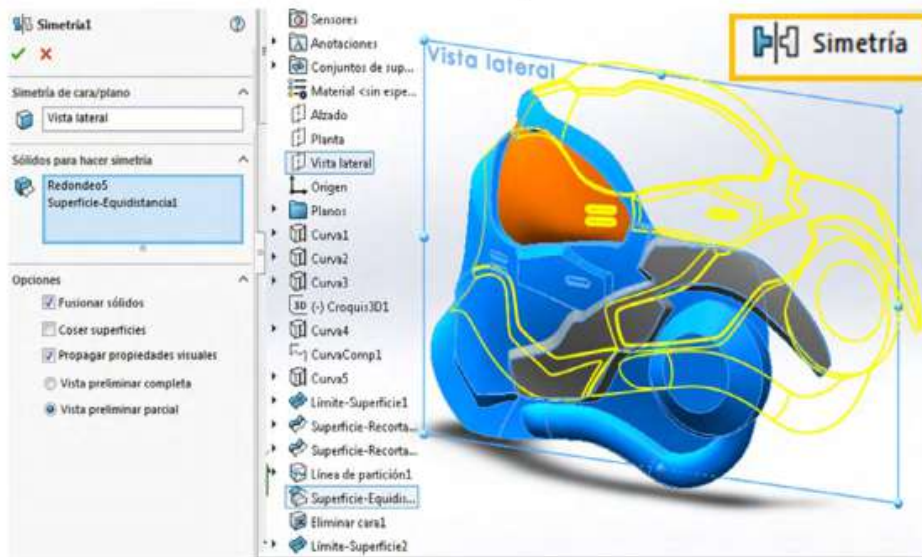 Simetría1
Simetría de cara/plano
Vista lateral
Sólidos para hacer simetría
Redondeo5
Superficie-Equidistancia1
Opciones
Fusionar sólidos
Coser superficies
Propagar propiedades visuales
Vista preliminar completa
Vista preliminar parcial
Sensores
Anotaciones
Conjuntos de sup...
Material <sin espe...
Alzado
Planta
Vista lateral
Origen
Planos
Curva1
Curva2
Curva3
3D (-) Croquis3D1
Curva4
CurvaComp1
Curva5
Límite-Superficie1
Superficie-Recorta...
Superficie-Recorta...
Línea de partición1
Superficie-Equidis...
Eliminar cara1
Límite-Superficie2
Vista lateral
Simetría